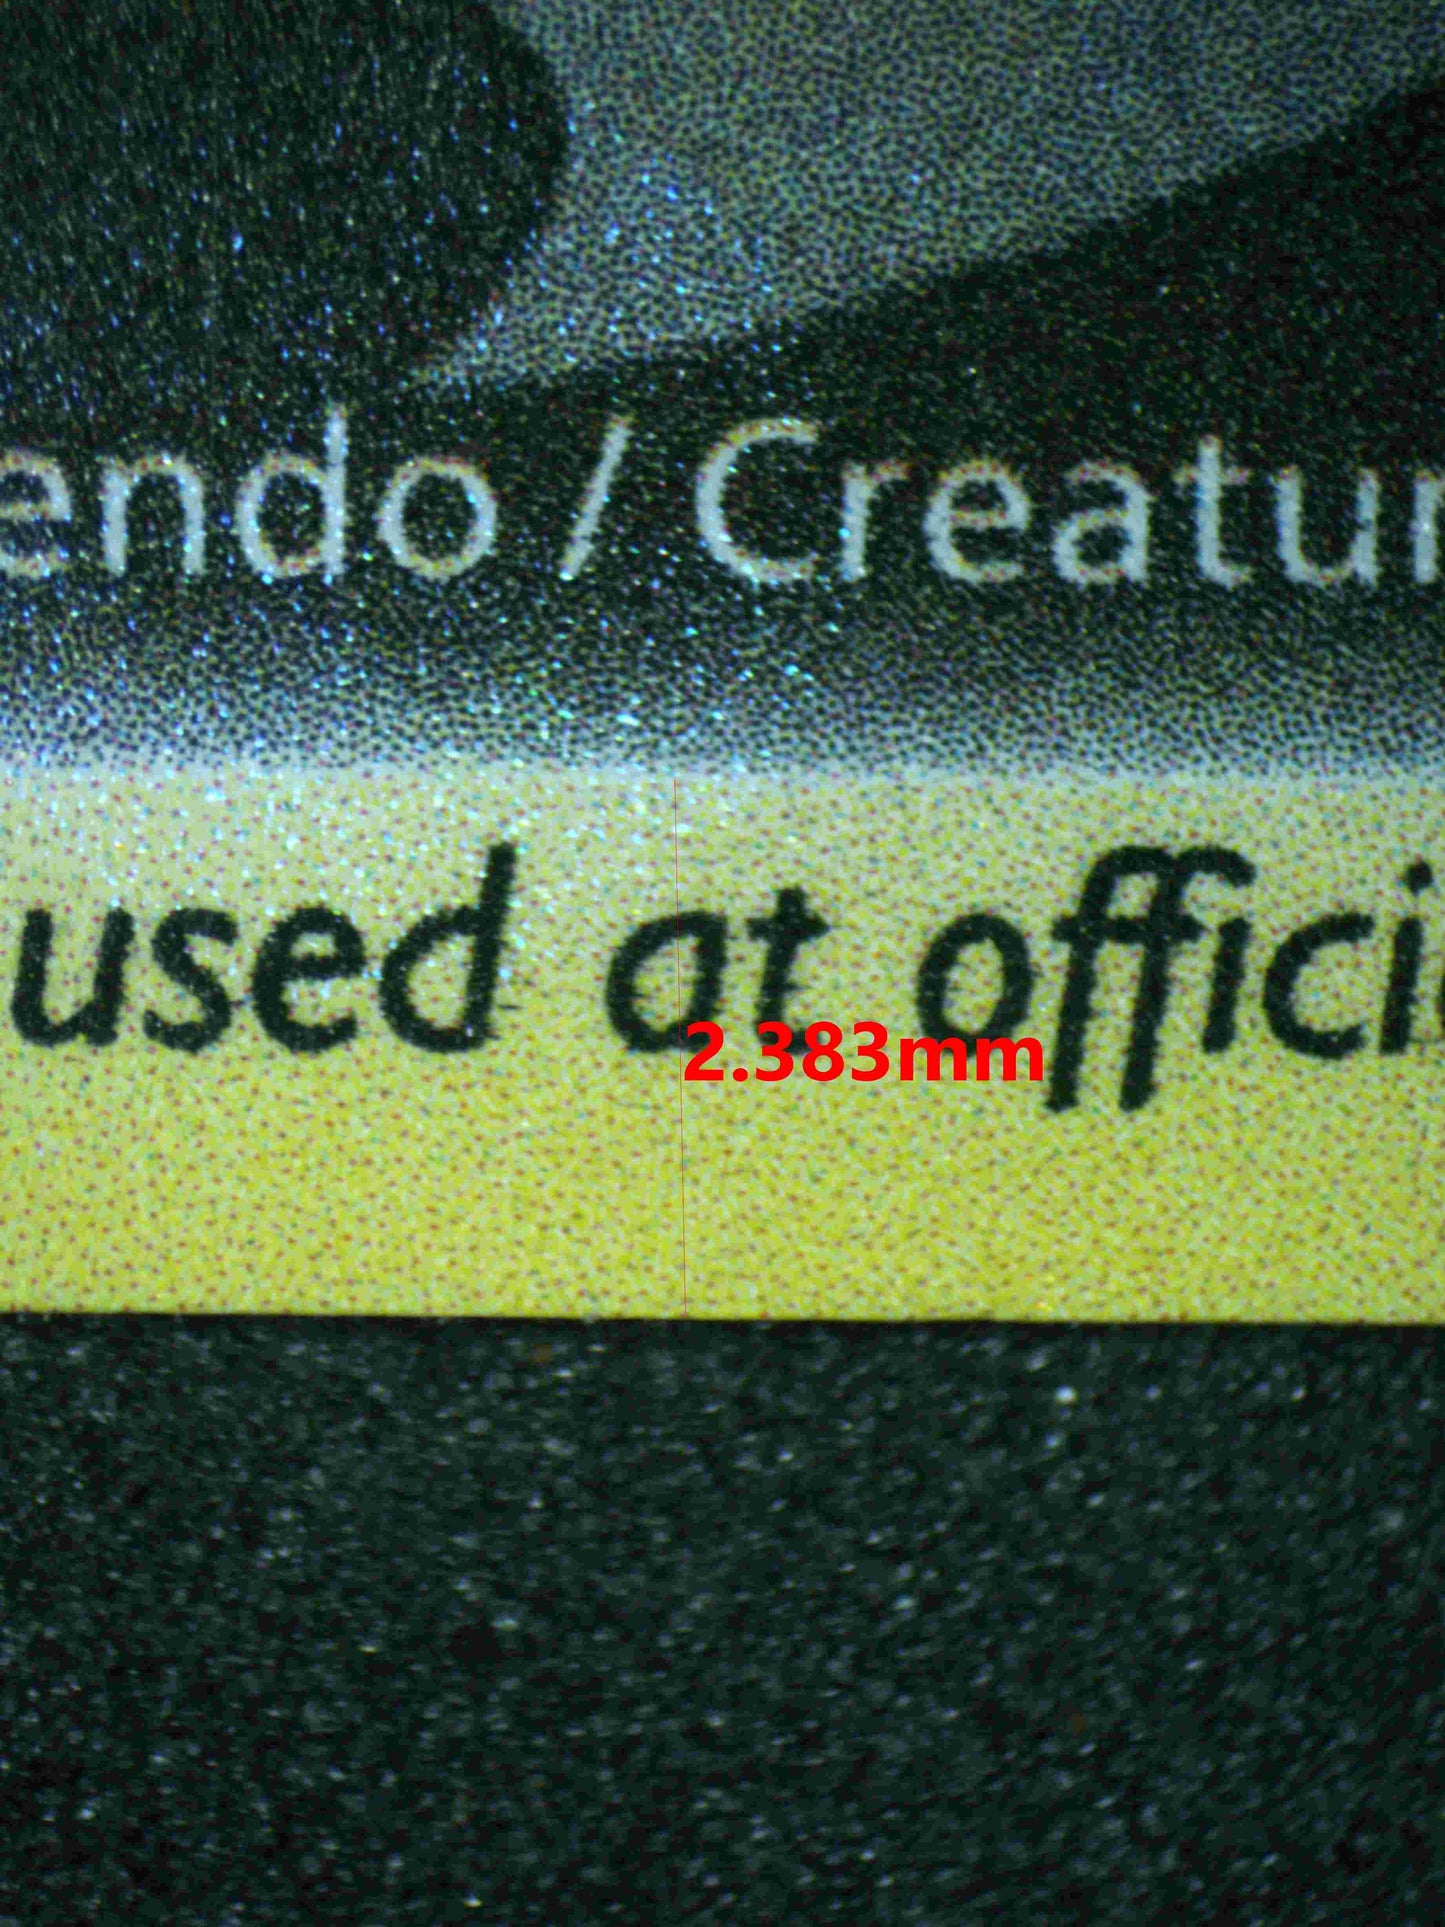 endo / Creatur
used at offici
2.383mm